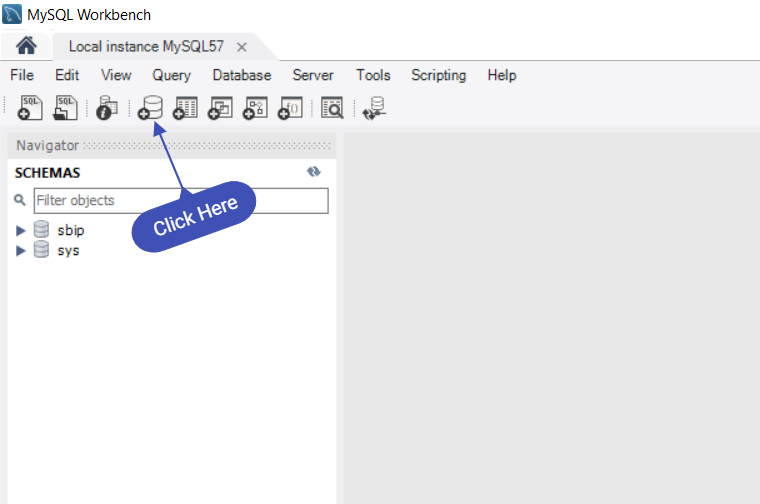 MySQL Workbench
Local instance MySQL57
File Edit View Query Database Server Tools Scripting Help
SQL SQL
f()
Navigator
SCHEMAS
Filter objects
Click Here
sbip
sys